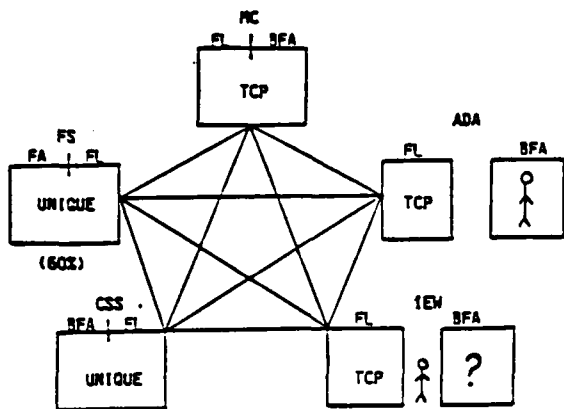 MC
FL BFA
TCP
FS
FA FL
UNIQUE
(60%)
ADA
FL BFA
TCP
CSS
BFA FL
UNIQUE
IEW
FL BFA
TCP ?